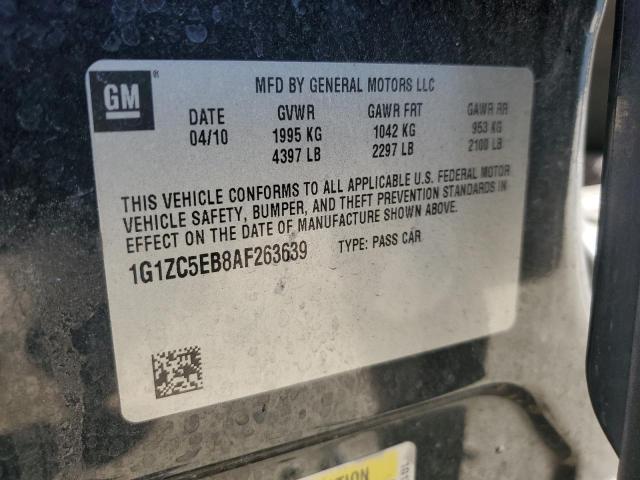 GM®
MFD BY GENERAL MOTORS LLC
DATE GVWR GAWR FRT GAWR RR
04/10 1995 KG 1042 KG 953 KG
4397 LB 2297 LB 2100 LB
THIS VEHICLE CONFORMS TO ALL APPLICABLE U.S. FEDERAL MOTOR
VEHICLE SAFETY, BUMPER, AND THEFT PREVENTION STANDARDS IN
EFFECT ON THE DATE OF MANUFACTURE SHOWN ABOVE.
1G1ZC5EB8AF263639 TYPE: PASS CAR